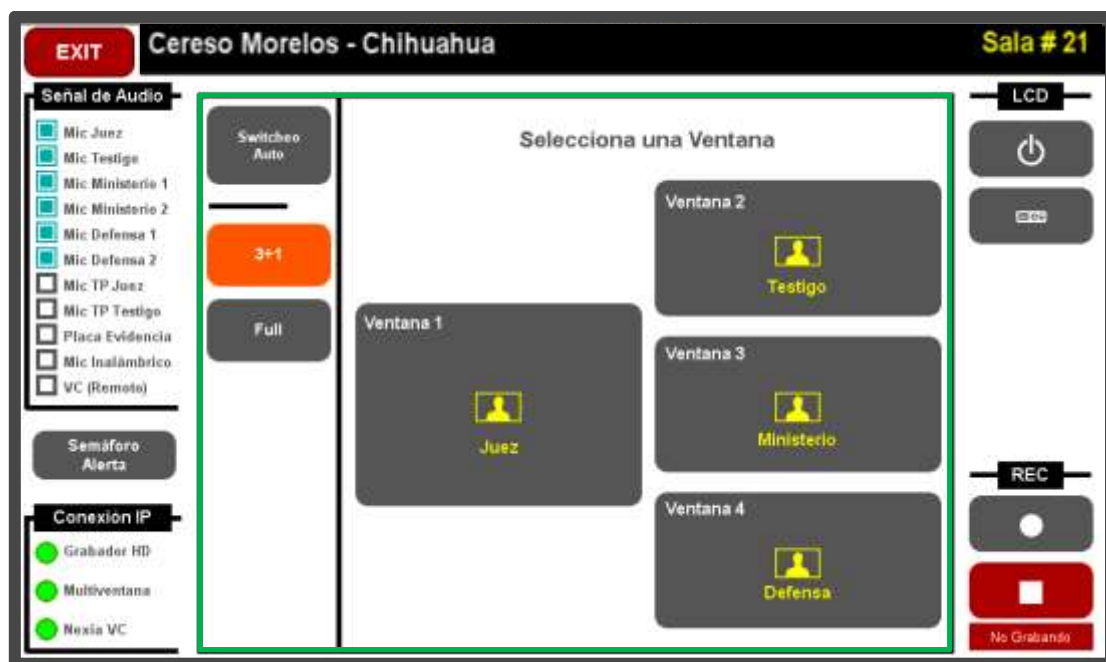 EXIT
Cereso Morelos - Chihuahua
Sala # 21
Señal de Audio
Mic Juez
Mic Testigo
Mic Ministerio 1
Mic Ministerio 2
Mic Defensa 1
Mic Defensa 2
Mic TP Juez
Mic TP Testigo
Placa Evidencia
Mic Inalámbrico
VC (Remoto)
Semáforo
Alerta
Conexión IP
Grabador HD
Multiventana
Nexia VC
Switcheo
Auto
3+1
Full
Selecciona una Ventana
Ventana 1
Juez
Ventana 2
Testigo
Ventana 3
Ministerio
Ventana 4
Defensa
LCD
REC
No Grabando